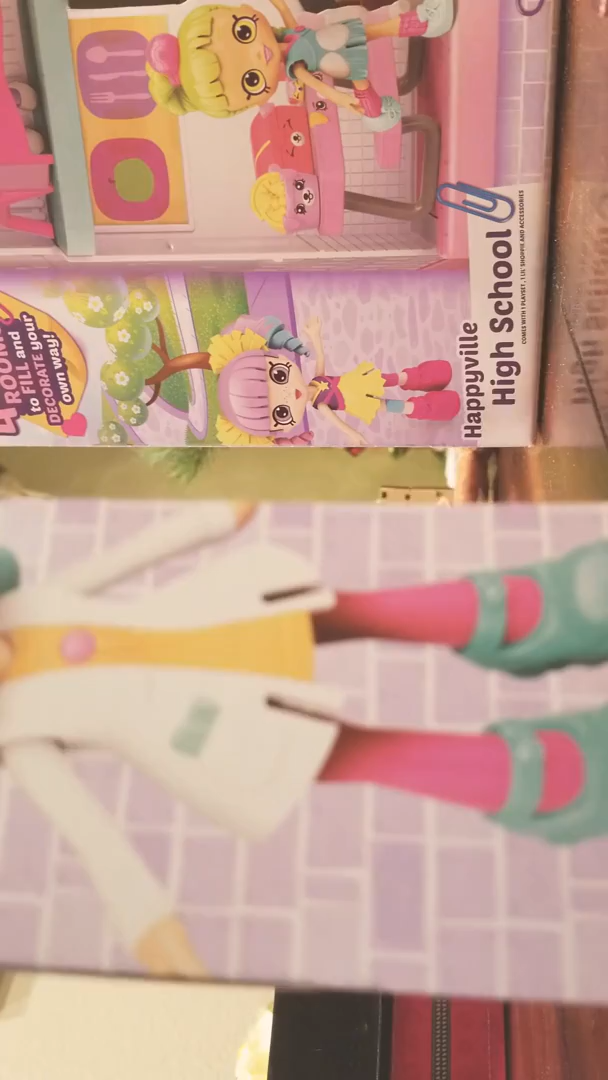 4 ROOMS
to FILL and
DECORATE your
own way!
Happyville
High School
COMES WITH 1 PLAYSET, 1 LIL' SHOPPIE AND ACCESSORIES